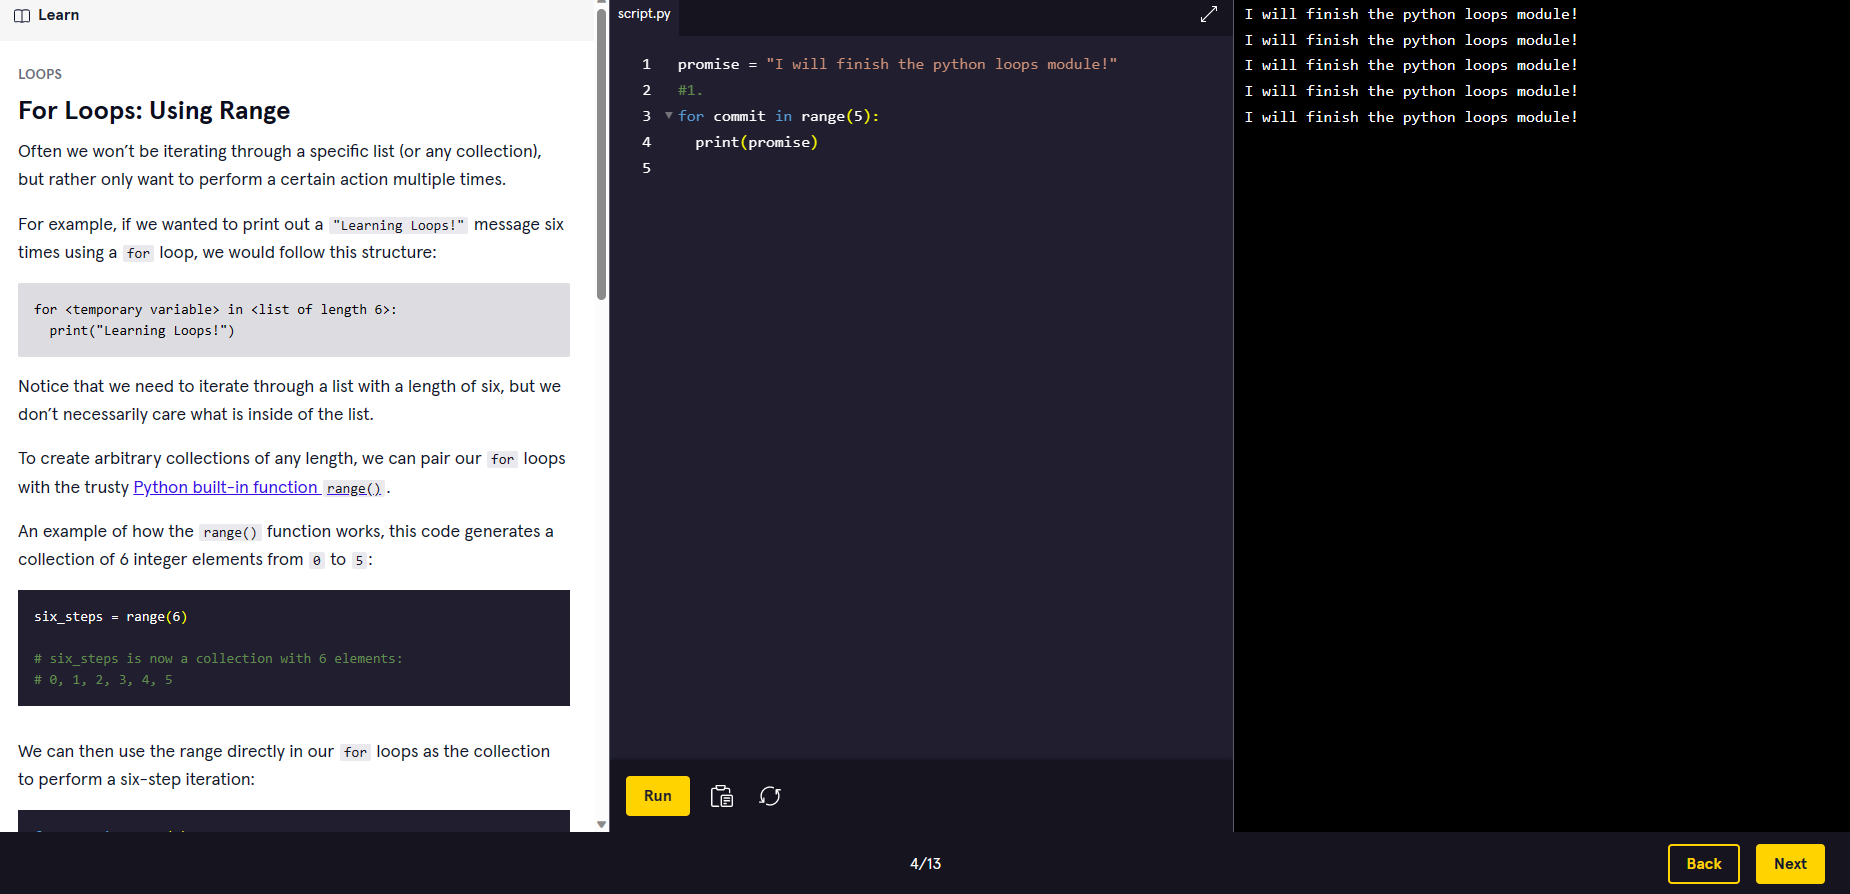 Learn
LOOPS
For Loops: Using Range
Often we won’t be iterating through a specific list (or any collection),
but rather only want to perform a certain action multiple times.
For example, if we wanted to print out a "Learning Loops!" message six
times using a for loop, we would follow this structure:
for <temporary variable> in <list of length 6>:
  print("Learning Loops!")
Notice that we need to iterate through a list with a length of six, but we
don’t necessarily care what is inside of the list.
To create arbitrary collections of any length, we can pair our for loops
with the trusty Python built-in function range() .
An example of how the range() function works, this code generates a
collection of 6 integer elements from 0 to 5 :
six_steps = range(6)
# six_steps is now a collection with 6 elements:
# 0, 1, 2, 3, 4, 5
We can then use the range directly in our for loops as the collection
to perform a six-step iteration:
script.py
1 promise = "I will finish the python loops module!"
2 #1.
3 for commit in range(5):
4   print(promise)
5
Run
I will finish the python loops module!
I will finish the python loops module!
I will finish the python loops module!
I will finish the python loops module!
I will finish the python loops module!
4/13
Back
Next